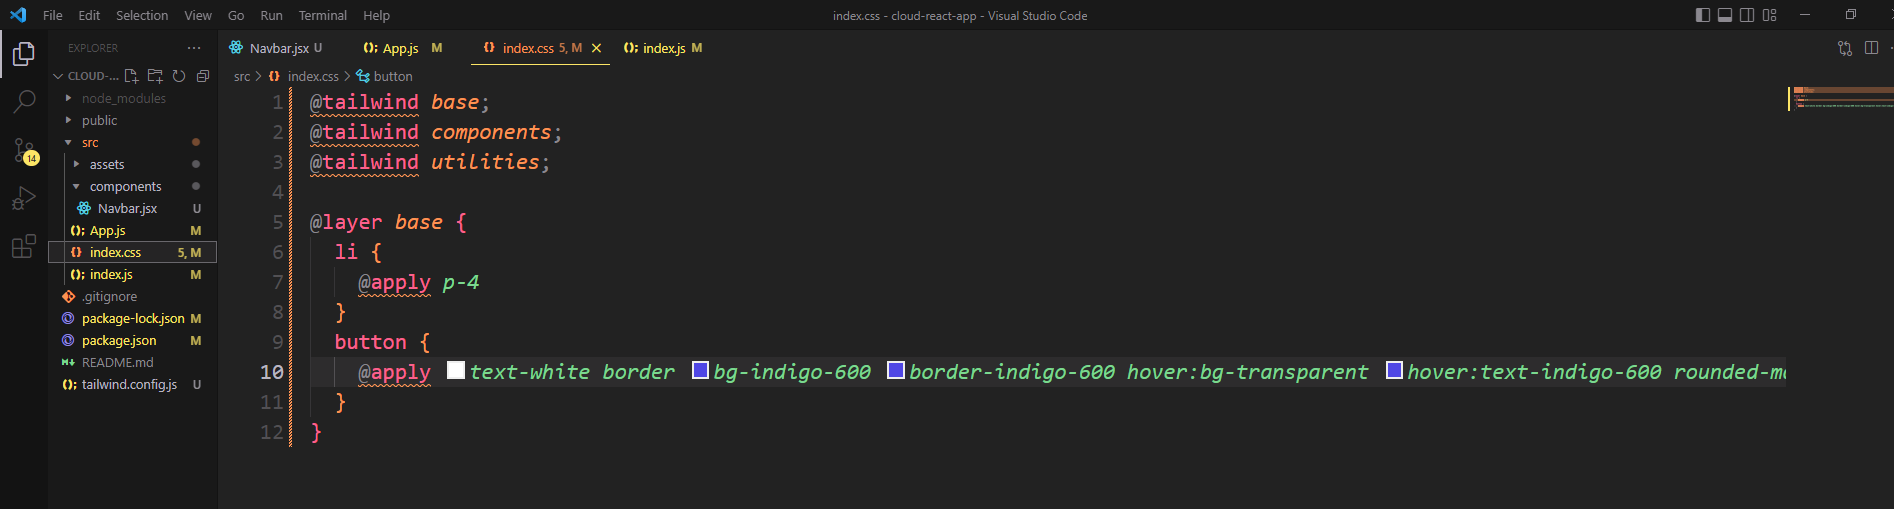 File Edit Selection View Go Run Terminal Help
index.css - cloud-react-app - Visual Studio Code
EXPLORER ...
CLOUD-...
node_modules
public
src
assets
components
Navbar.jsx U
App.js M
index.css 5, M
index.js M
.gitignore
package-lock.json M
package.json M
README.md
tailwind.config.js U
14
Navbar.jsx U App.js M index.css 5, M index.js M
src > index.css > button
1 @tailwind base;
2 @tailwind components;
3 @tailwind utilities;
4
5 @layer base {
6 li {
7 @apply p-4
8 }
9 button {
10 @apply text-white border bg-indigo-600 border-indigo-600 hover:bg-transparent hover:text-indigo-600
11 }
12 }